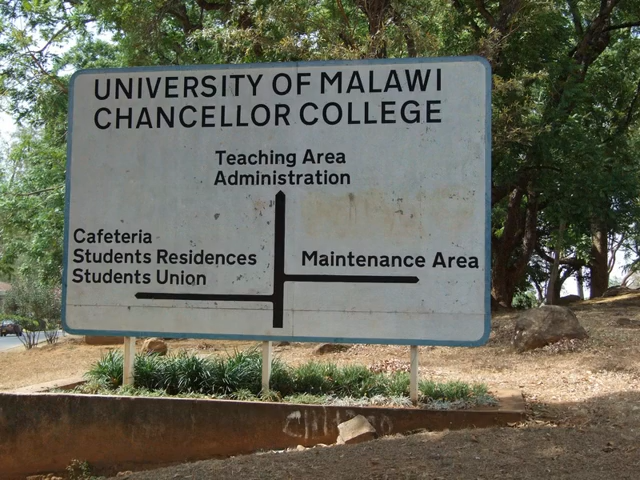 UNIVERSITY OF MALAWI
CHANCELLOR COLLEGE
Teaching Area
Administration
Cafeteria
Students Residences
Students Union
Maintenance Area